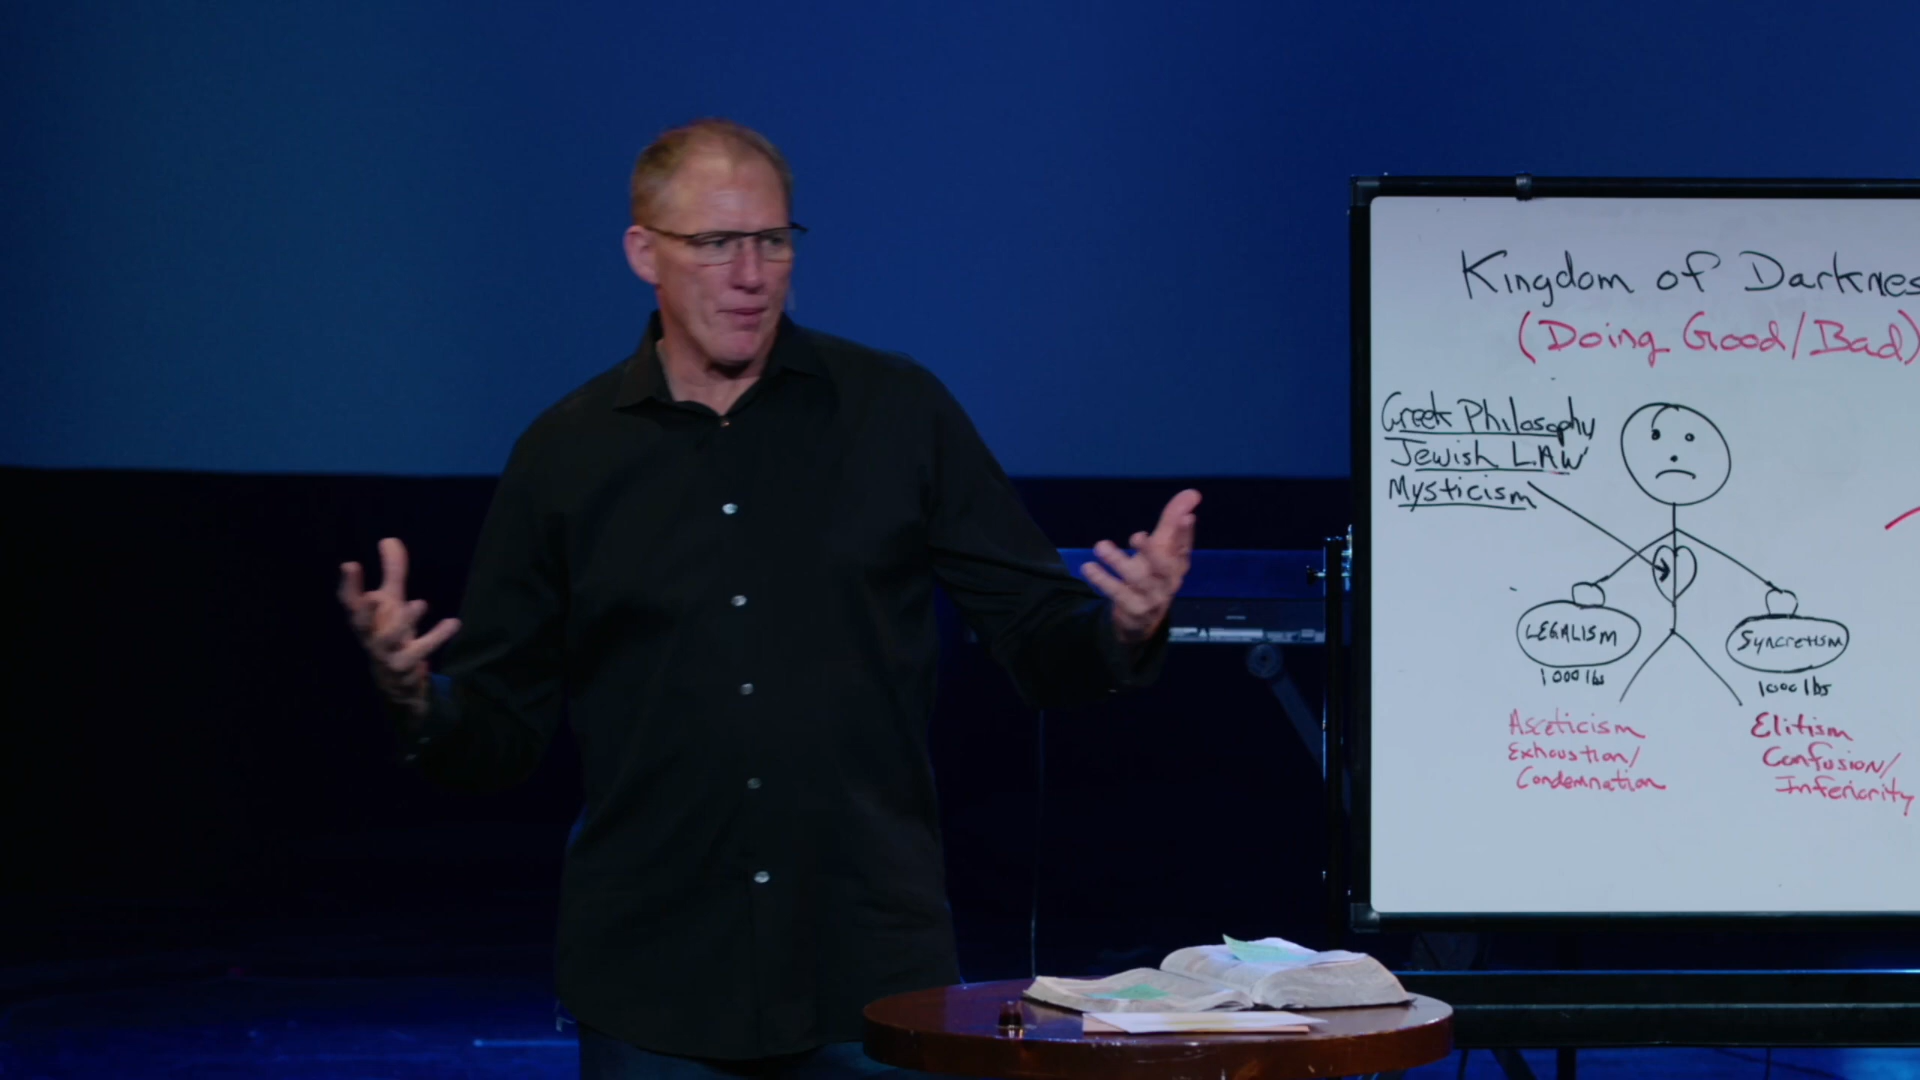 Kingdom of Darknes
(Doing Good/Bad)
Greek Philosophy
Jewish LAW
Mysticism
LEGALISM
1000 lbs
Syncretism
1000 lbs
Asceticism
Exhaustion/
Condemnation
Elitism
Confusion/
Inferiority